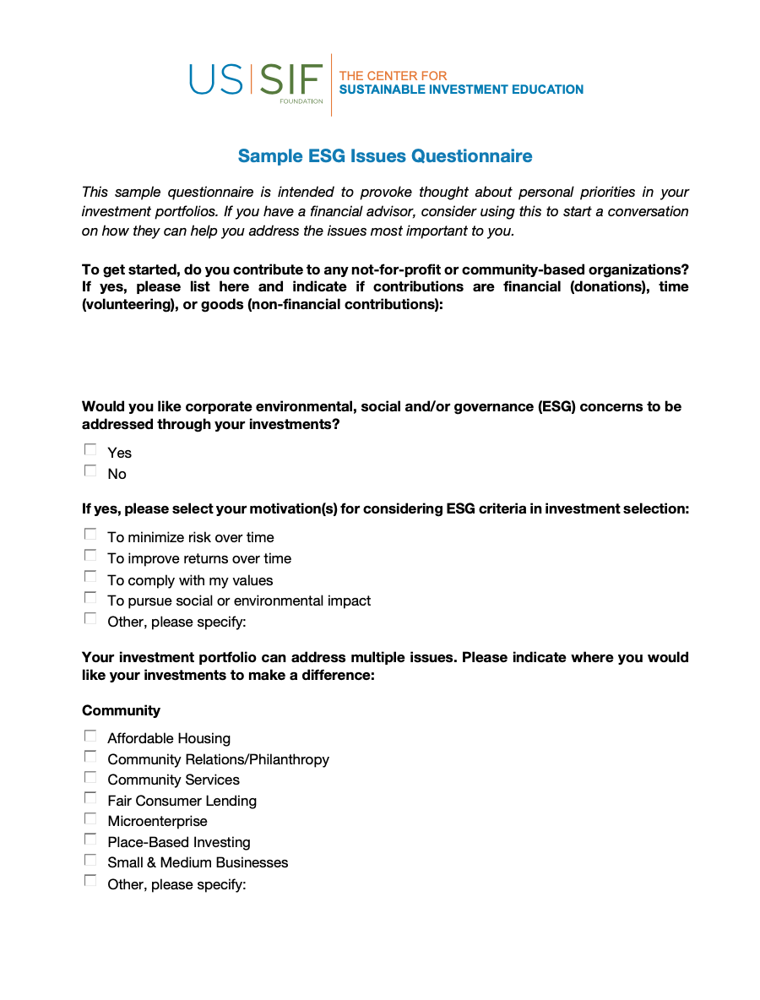 US|SIF
FOUNDATION
THE CENTER FOR
SUSTAINABLE INVESTMENT EDUCATION
Sample ESG Issues Questionnaire
This sample questionnaire is intended to provoke thought about personal priorities in your
investment portfolios. If you have a financial advisor, consider using this to start a conversation
on how they can help you address the issues most important to you.
To get started, do you contribute to any not-for-profit or community-based organizations?
If yes, please list here and indicate if contributions are financial (donations), time
(volunteering), or goods (non-financial contributions):
Would you like corporate environmental, social and/or governance (ESG) concerns to be
addressed through your investments?
Yes
No
If yes, please select your motivation(s) for considering ESG criteria in investment selection:
To minimize risk over time
To improve returns over time
To comply with my values
To pursue social or environmental impact
Other, please specify:
Your investment portfolio can address multiple issues. Please indicate where you would
like your investments to make a difference:
Community
Affordable Housing
Community Relations/Philanthropy
Community Services
Fair Consumer Lending
Microenterprise
Place-Based Investing
Small & Medium Businesses
Other, please specify: